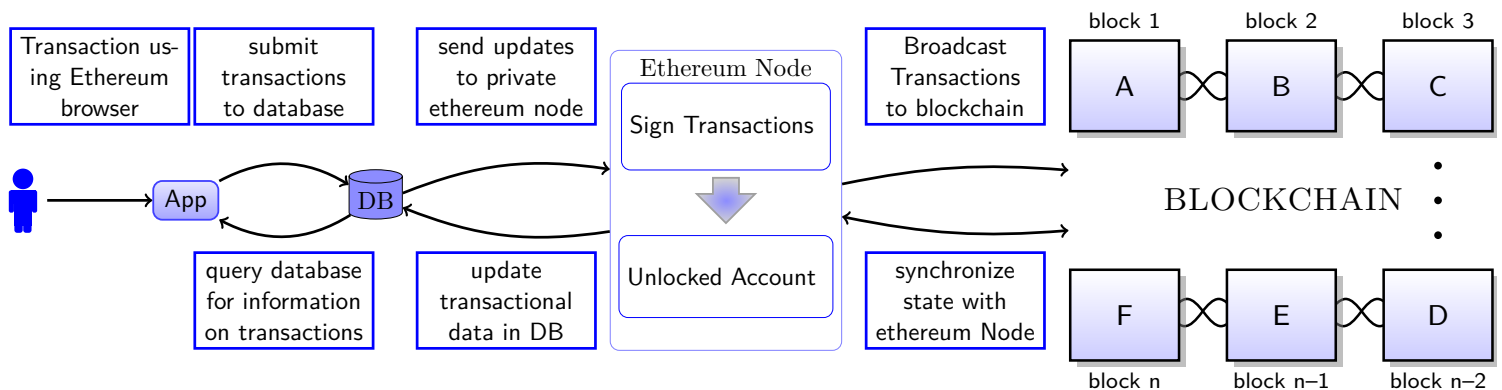 block 1
block 2
block 3
Transaction us-
ing Ethereum
browser
submit
transactions
to database
send updates
to private
ethereum node
Ethereum Node
Sign Transactions
Broadcast
Transactions
to blockchain
A
B
C
App
DB
BLOCKCHAIN
query database
for information
on transactions
update
transactional
data in DB
Unlocked Account
synchronize
state with
ethereum Node
F
E
D
block n
block n–1
block n–2